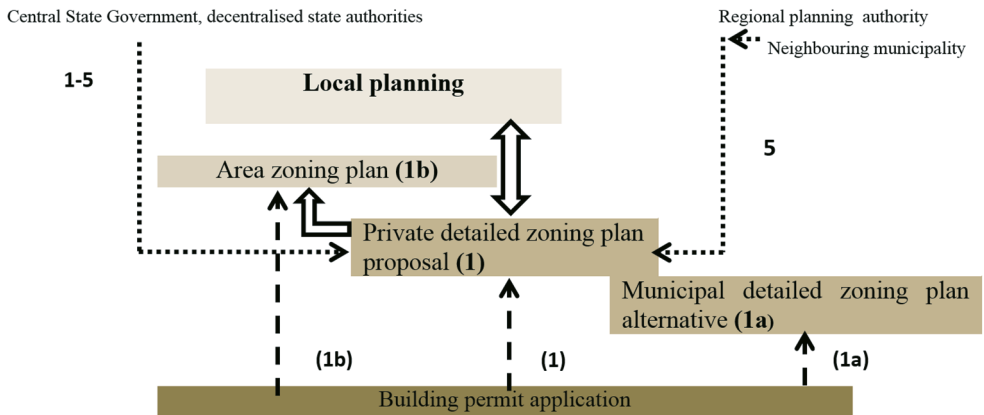 Central State Government, decentralised state authorities
Regional planning authority
Neighbouring municipality
1-5
Local planning
5
Area zoning plan (1b)
Private detailed zoning plan
proposal (1)
Municipal detailed zoning plan
alternative (1a)
(1b)
(1)
(1a)
Building permit application